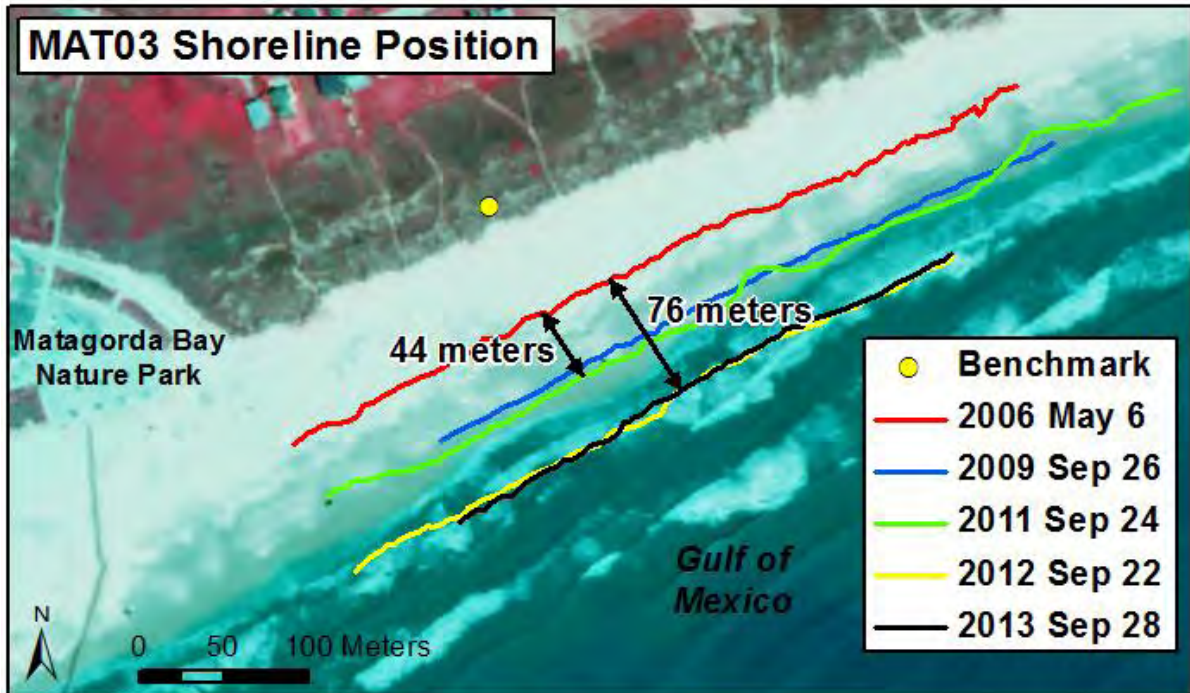 MAT03 Shoreline Position
76 meters
44 meters
Matagorda Bay
Nature Park
Benchmark
2006 May 6
2009 Sep 26
2011 Sep 24
2012 Sep 22
2013 Sep 28
Gulf of
Mexico
N
0 50 100 Meters